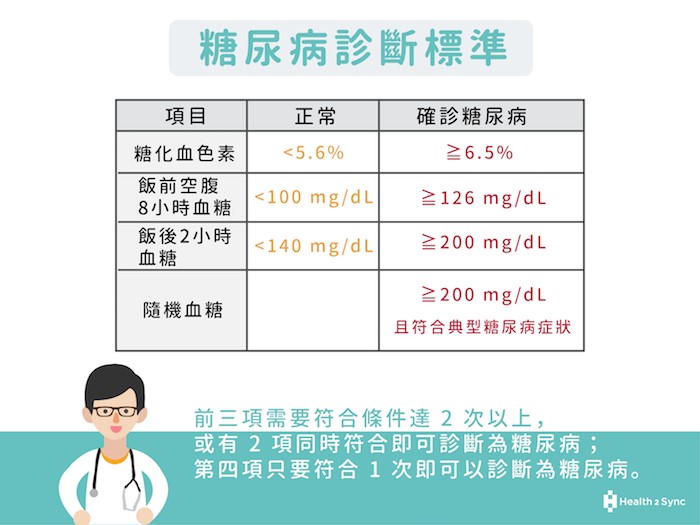 糖尿病診斷標準
項目 正常 確診糖尿病
糖化血色素 <5.6% ≧6.5%
飯前空腹
8小時血糖 <100 mg/dL ≧126 mg/dL
飯後2小時
血糖 <140 mg/dL ≧200 mg/dL
隨機血糖 ≧200 mg/dL
且符合典型糖尿病症狀
前三項需要符合條件達 2 次以上，
或有 2 項同時符合即可診斷為糖尿病；
第四項只要符合 1 次即可以診斷為糖尿病。
Health2Sync